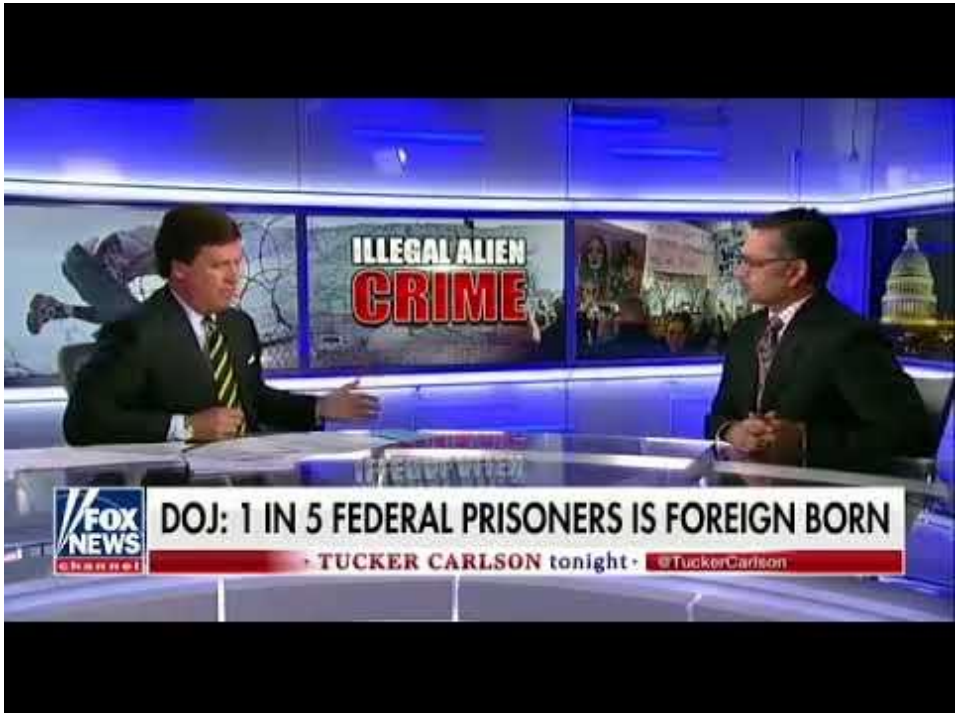 ILLEGAL ALIEN
CRIME
FOX
NEWS
channel
DOJ: 1 IN 5 FEDERAL PRISONERS IS FOREIGN BORN
· TUCKER CARLSON tonight ·
@TuckerCarlson